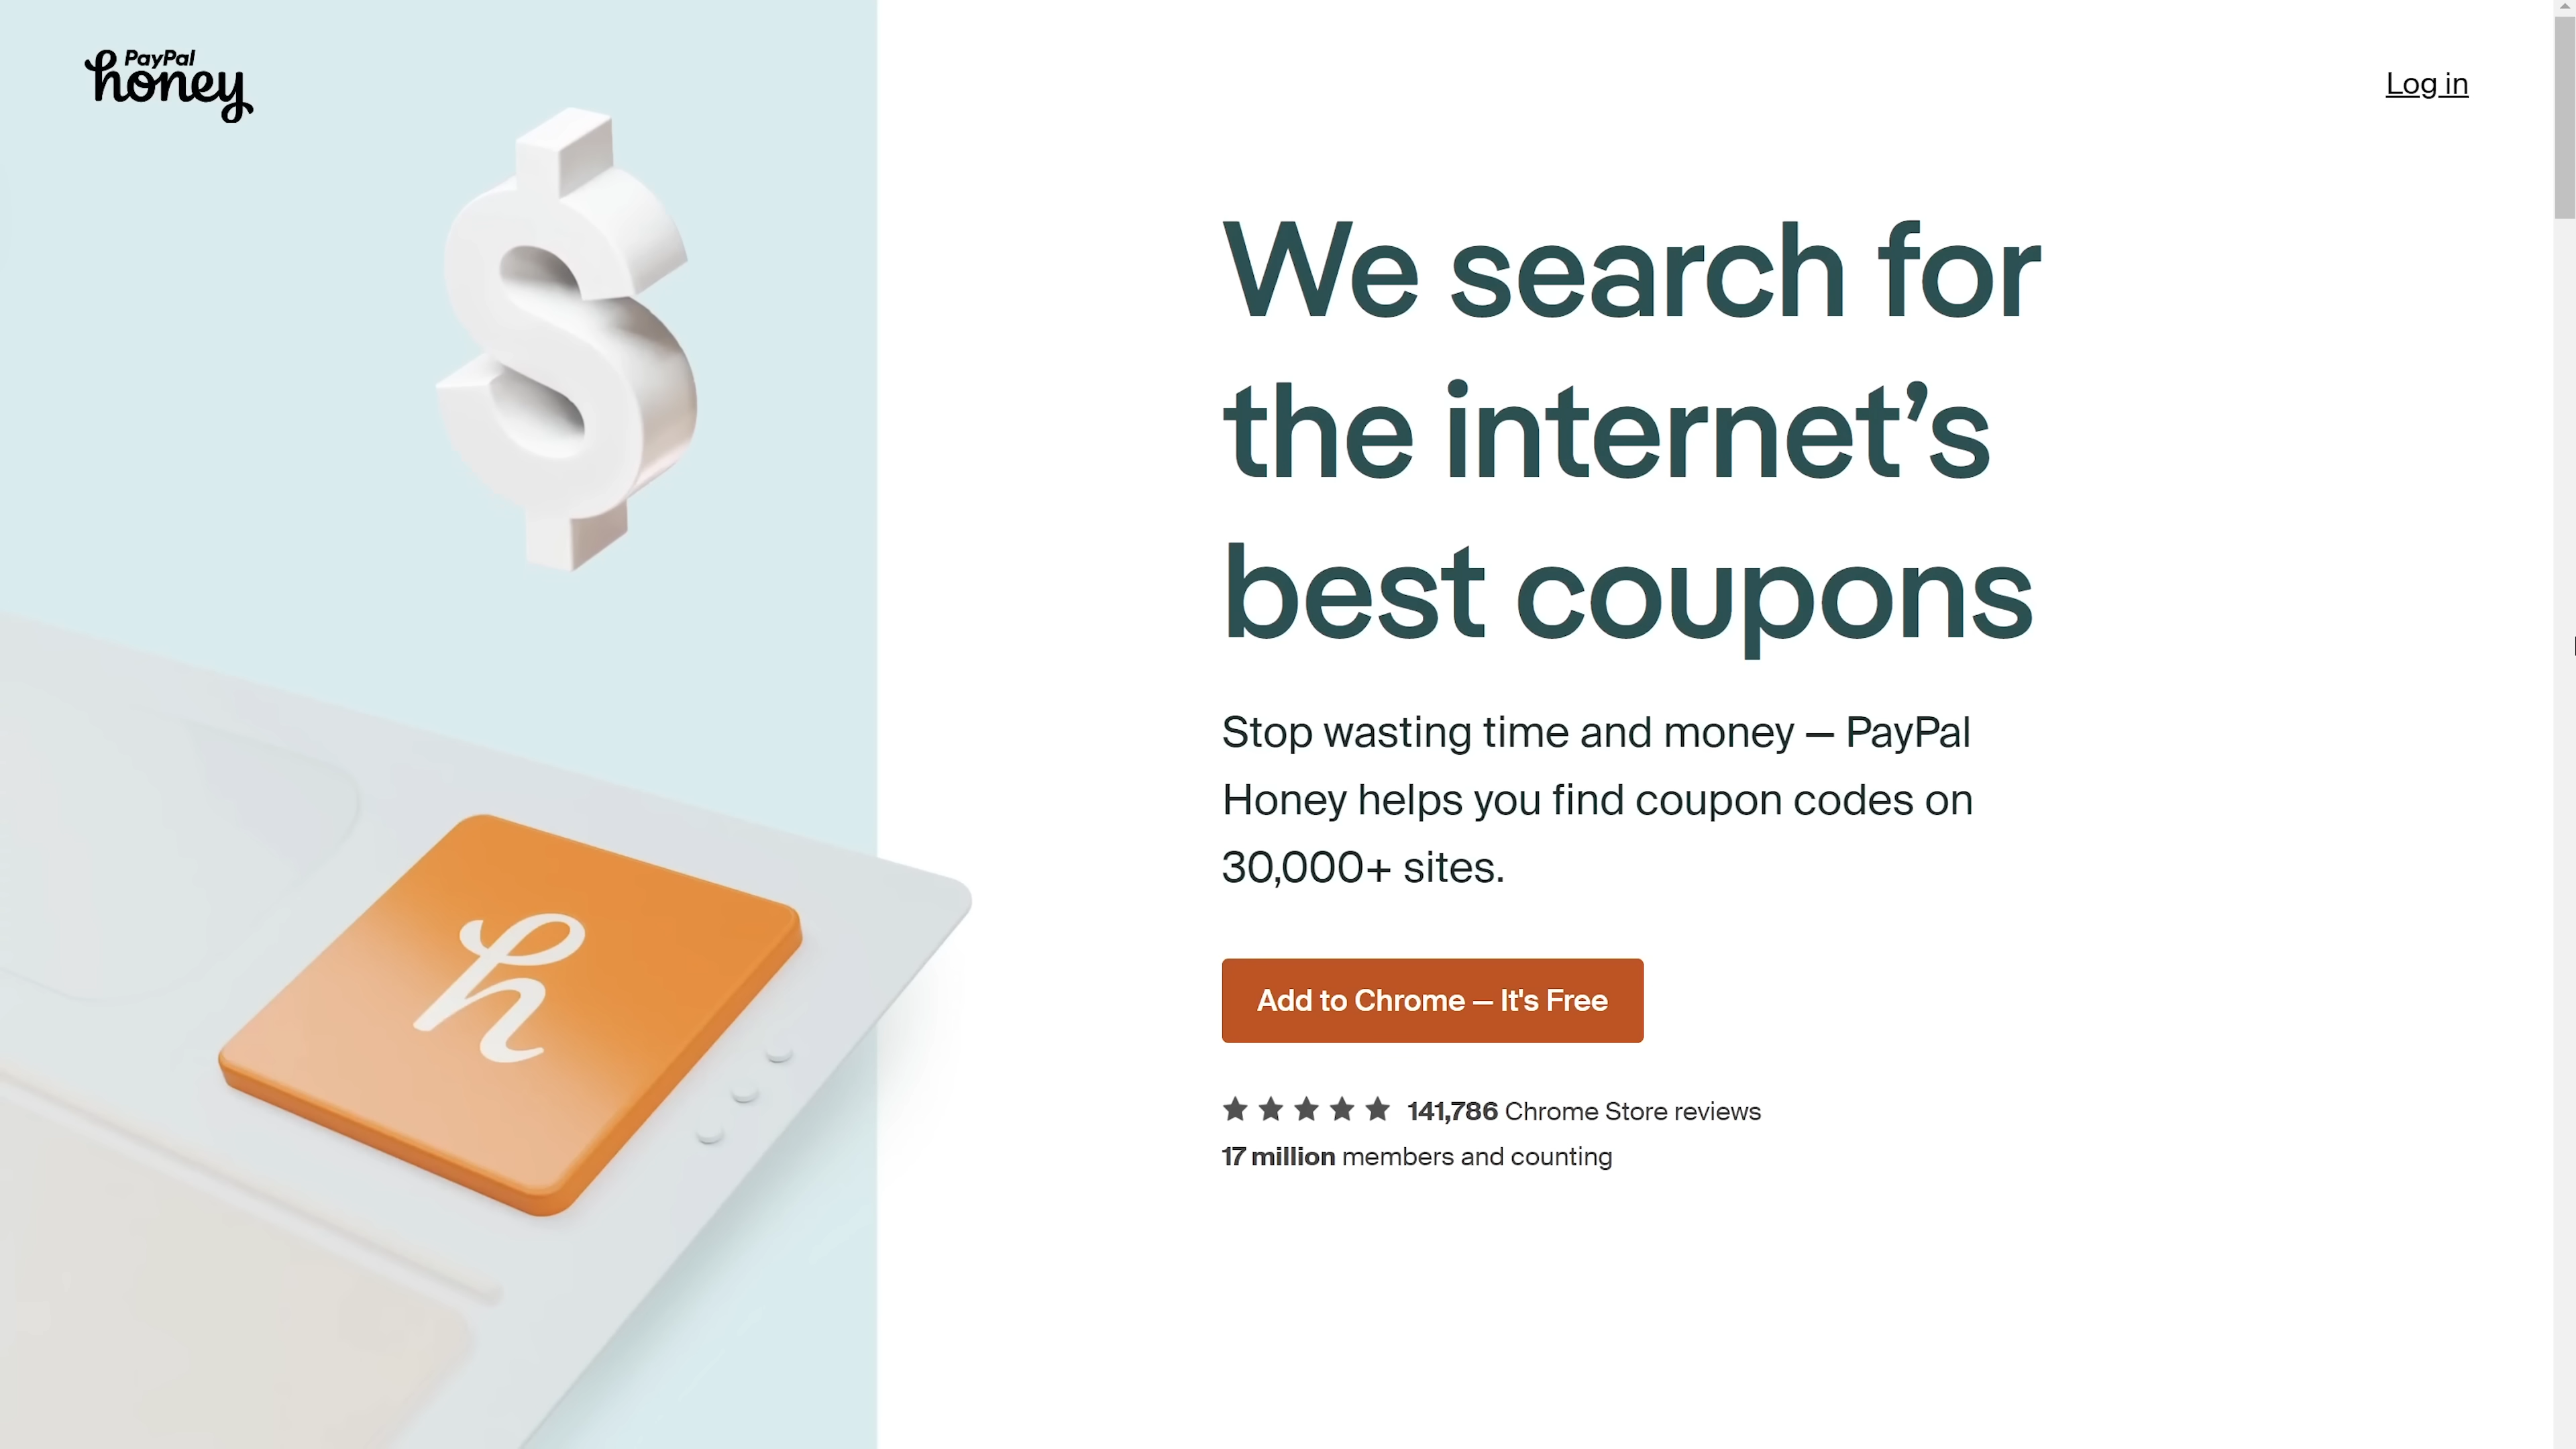 PayPal
honey
Log in
We search for
the internet’s
best coupons
Stop wasting time and money — PayPal
Honey helps you find coupon codes on
30,000+ sites.
h
Add to Chrome — It's Free
141,786 Chrome Store reviews
17 million members and counting